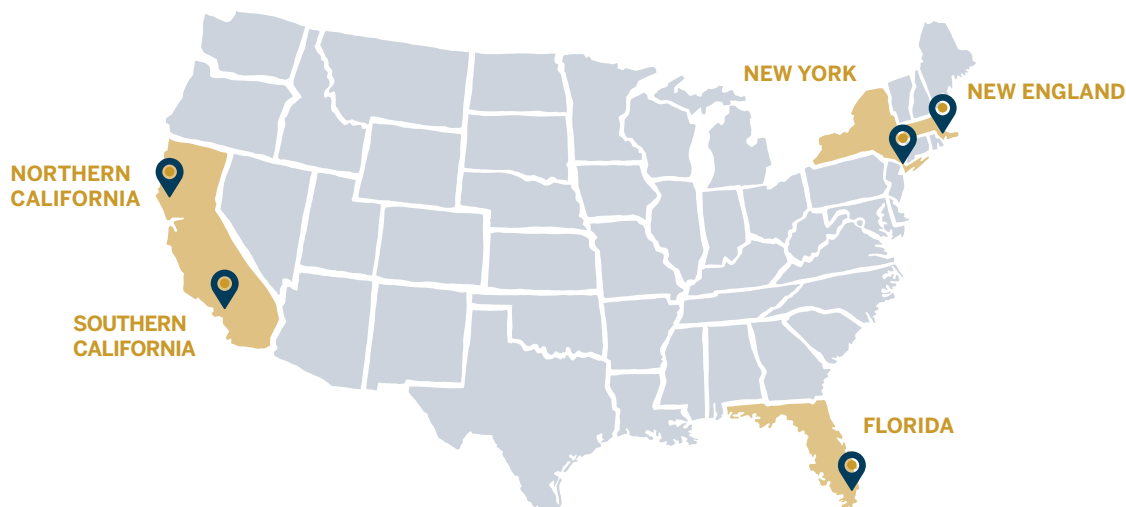 NEW YORK
NEW ENGLAND
NORTHERN
CALIFORNIA
SOUTHERN
CALIFORNIA
FLORIDA